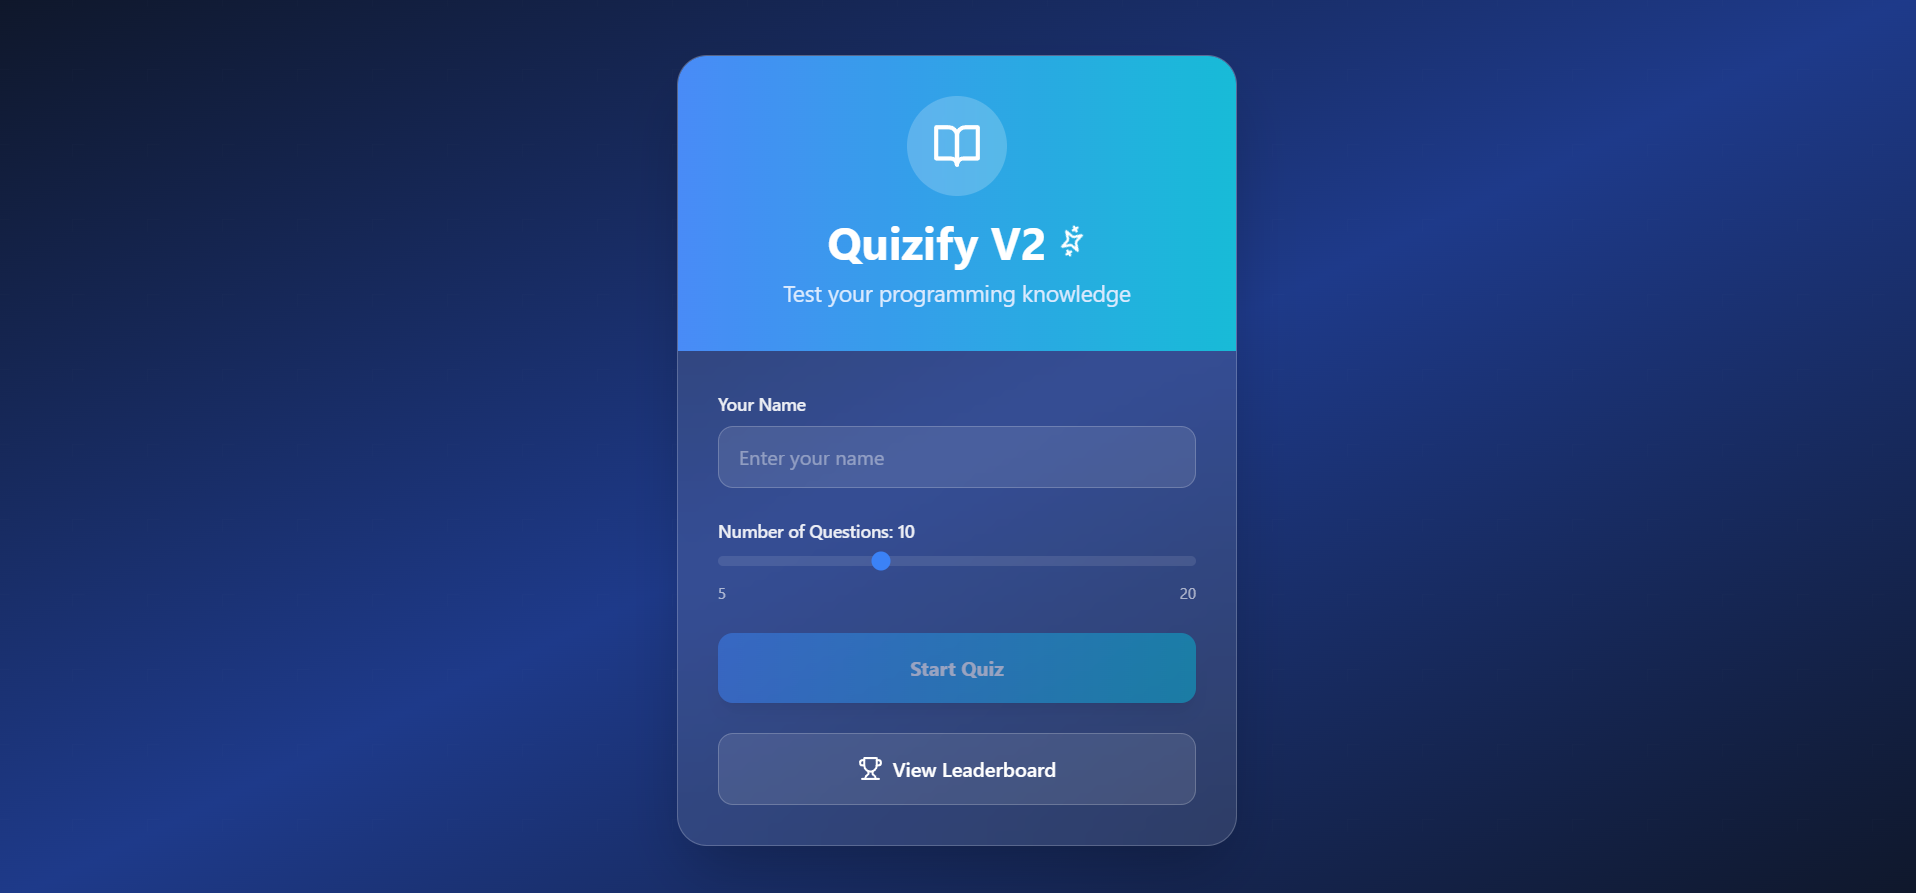 Quizify V2
Test your programming knowledge
Your Name
Enter your name
Number of Questions: 10
5 20
Start Quiz
View Leaderboard